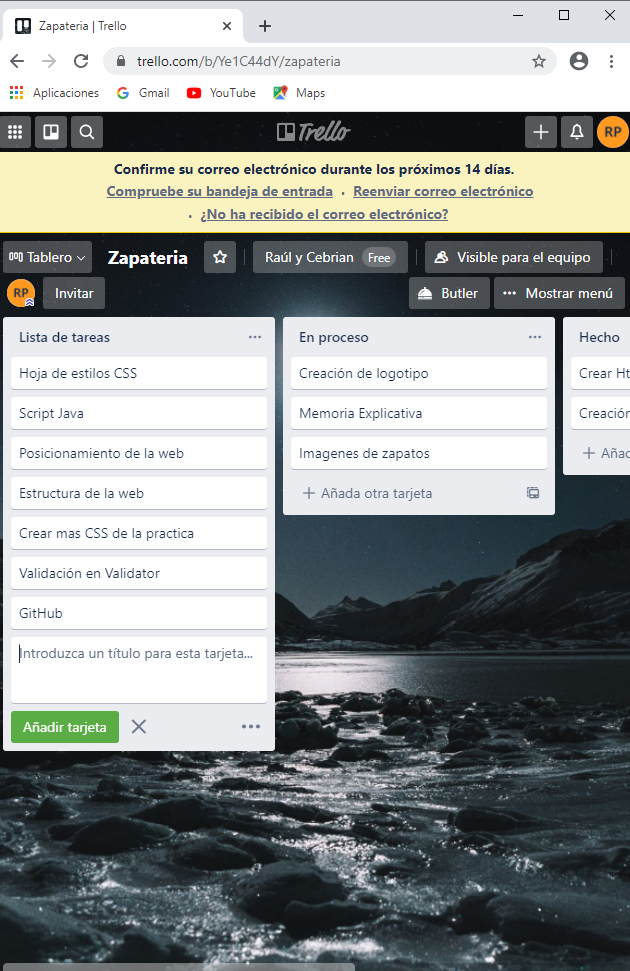 Zapateria | Trello
trello.com/b/Ye1C44dY/zapateria
Aplicaciones Gmail YouTube Maps
Trello RP
Confirme su correo electrónico durante los próximos 14 días.
Compruebe su bandeja de entrada · Reenviar correo electrónico
· ¿No ha recibido el correo electrónico?
Tablero Zapateria Raúl y Cebrian Free Visible para el equipo
RP Invitar Butler Mostrar menú
Lista de tareas
Hoja de estilos CSS
Script Java
Posicionamiento de la web
Estructura de la web
Crear mas CSS de la practica
Validación en Validator
GitHub
Introduzca un título para esta tarjeta...
Añadir tarjeta
En proceso
Creación de logotipo
Memoria Explicativa
Imagenes de zapatos
+ Añada otra tarjeta
Hecho
Crear Ht
Creación
+ Añad